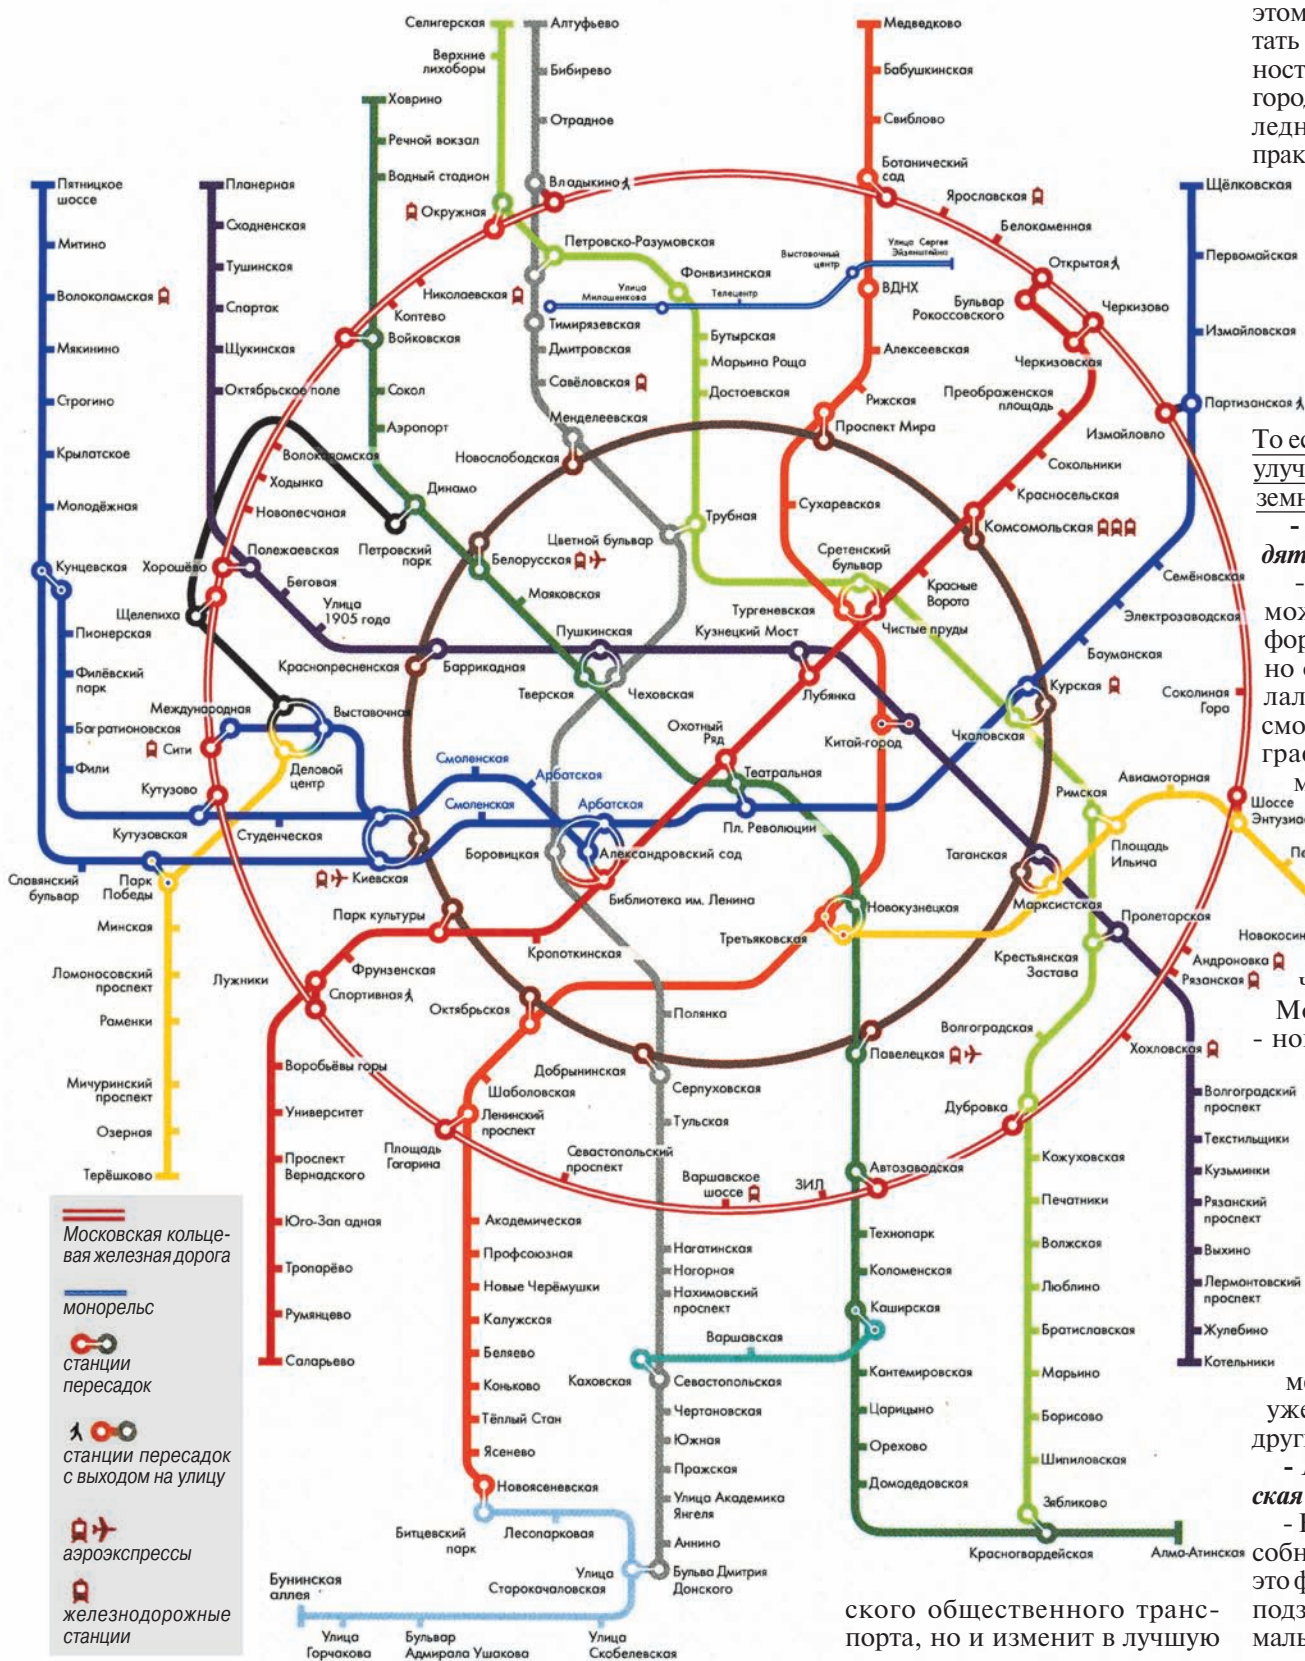 Селигерская
Верхние
лихоборы
Алтуфьево
Бибирево
Отрадное
Владыкино
Окружная
Петровско-Разумовская
Фонвизинская
Бутырская
Марьина Роща
Достоевская
Трубная
Медведково
Бабушкинская
Свиблово
Ботанический
сад
Ярославская
Белокаменная
Открытая
Бульвар
Рокоссовского
Черкизово
Черкизовская
Преображенская
площадь
Сокольники
Красносельская
Комсомольская
Красные
Ворота
Чистые пруды
Сретенский
бульвар
Тургеневская
Выставочный
центр
Улица Сергея
Эйзенштейна
Телецентр
Улица
Милашенкова
ВДНХ
Алексеевская
Рижская
Проспект Мира
Сухаревская
Ховрино
Речной вокзал
Водный стадион
Николаевская
Коптево
Войковская
Сокол
Аэропорт
Динамо
Петровский
парк
Белорусская
Маяковская
Тверская
Тимирязевская
Дмитровская
Савёловская
Менделеевская
Новослободская
Цветной бульвар
Пушкинская
Чеховская
Кузнецкий Мост
Лубянка
Китай-город
Пятницкое
шоссе
Митино
Волоколамская
Мякинино
Строгино
Крылатское
Молодёжная
Кунцевская
Пионерская
Филёвский
парк
Багратионовская
Фили
Планерная
Сходненская
Тушинская
Спартак
Щукинская
Октябрьское поле
Волоколамская
Ходынка
Новопесчаная
Полежаевская
Хорошёво
Беговая
Улица
1905 года
Щелепиха
Краснопресненская
Баррикадная
Международная
Выставочная
Сити
Деловой
центр
Кутузово
Кутузовская
Студенческая
Славянский
бульвар
Парк
Победы
Киевская
Смоленская
Арбатская
Смоленская
Арбатская
Александровский сад
Боровицкая
Библиотека им. Ленина
Охотный
Ряд
Театральная
Пл. Революции
Щёлковская
Первомайская
Измайловская
Партизанская
Измайлово
Семёновская
Электрозаводская
Бауманская
Курская
Чкаловская
Соколиная
Гора
Римская
Авиамоторная
Шоссе
Площадь
Ильича
Таганская
Марксистская
Пролетарская
Крестьянская
Застава
Андроновка
Рязанская
Хохловская
Волгоградская
Дубровка
Минская
Ломоносовский
проспект
Раменки
Мичуринский
проспект
Озерная
Терёшково
Парк культуры
Кропоткинская
Фрунзенская
Лужники
Спортивная
Воробьёвы горы
Университет
Проспект
Вернадского
Юго-Зап адная
Тропарёво
Румянцево
Саларьево
Октябрьская
Добрынинская
Шаболовская
Ленинский
проспект
Площадь
Гагарина
Академическая
Профсоюзная
Новые Черёмушки
Калужская
Беляево
Коньково
Тёплый Стан
Ясенево
Новоясеневская
Битцевский
парк
Лесопарковая
Улица
Старокачаловская
Бунинская
аллея
Улица
Горчакова
Бульвар
Адмирала Ушакова
Улица
Скобелевская
Полянка
Серпуховская
Тульская
Севастопольский
проспект
Варшавское
шоссе
ЗИЛ
Нагатинская
Нагорная
Нахимовский
проспект
Варшавская
Каховская
Севастопольская
Чертановская
Южная
Пражская
Улица Академика
Янгеля
Аннино
Бульва Дмитрия
Донского
Третьяковская
Новокузнецкая
Павелецкая
Автозаводская
Технопарк
Коломенская
Каширская
Кантемировская
Царицыно
Орехово
Домодедовская
Красногвардейская
Алма-Атинская
Кожуховская
Печатники
Волжская
Люблино
Братиславская
Марьино
Борисово
Шипиловская
Зябликово
Волгоградский
проспект
Текстильщики
Кузьминки
Рязанский
проспект
Выхино
Лермонтовский
проспект
Жулебино
Котельники
Московская кольце-
вая железная дорога
монорельс
станции
пересадок
станции пересадок
с выходом на улицу
аэроэкспрессы
железнодорожные
станции
ского общественного транс-
порта, но и изменит в лучшую